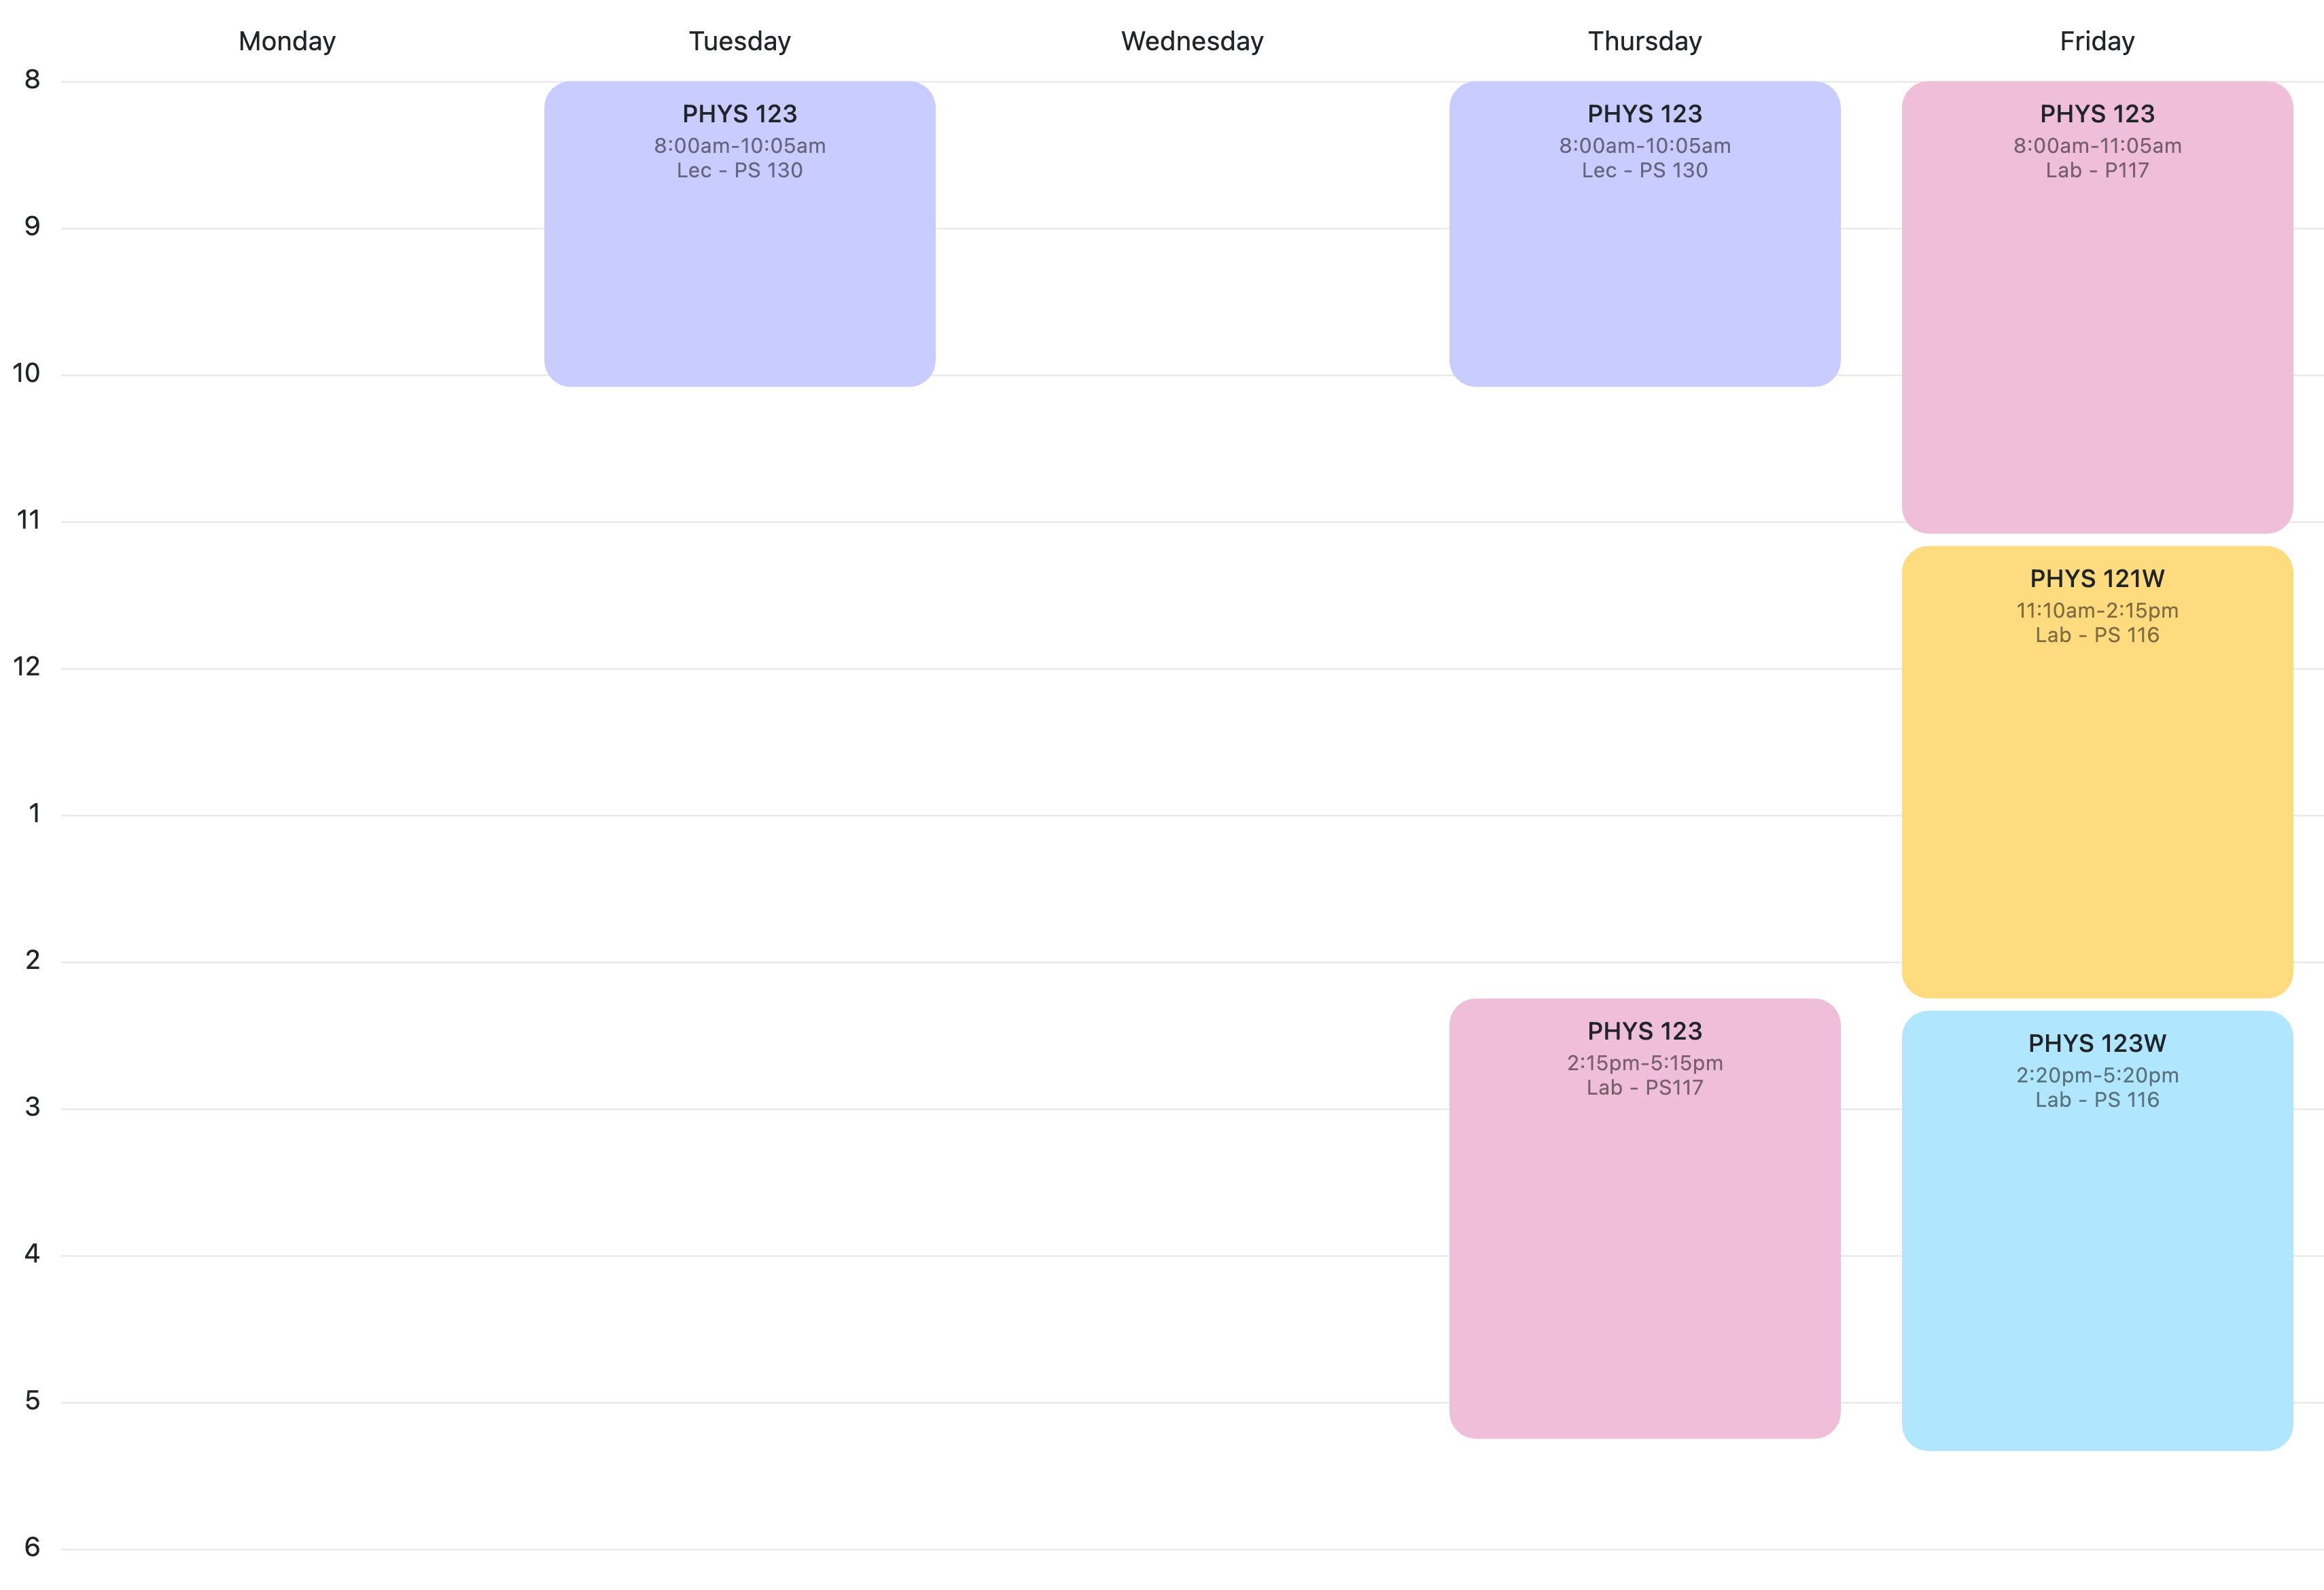 Monday
Tuesday
Wednesday
Thursday
Friday
8
PHYS 123
8:00am-10:05am
Lec - PS 130
PHYS 123
8:00am-10:05am
Lec - PS 130
PHYS 123
8:00am-11:05am
Lab - P117
9
10
11
PHYS 121W
11:10am-2:15pm
Lab - PS 116
12
1
2
PHYS 123
2:15pm-5:15pm
Lab - PS117
PHYS 123W
2:20pm-5:20pm
Lab - PS 116
3
4
5
6